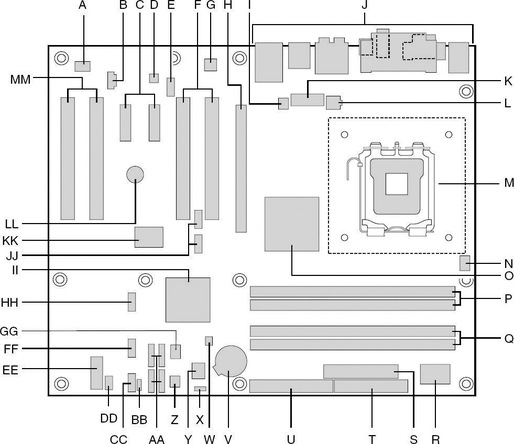 A B C D E F G H I J
MM
K
L
M
LL
KK
JJ
II
N
O
HH
P
GG
FF
Q
EE
DD
CC BB AA Z Y X W V U T S R